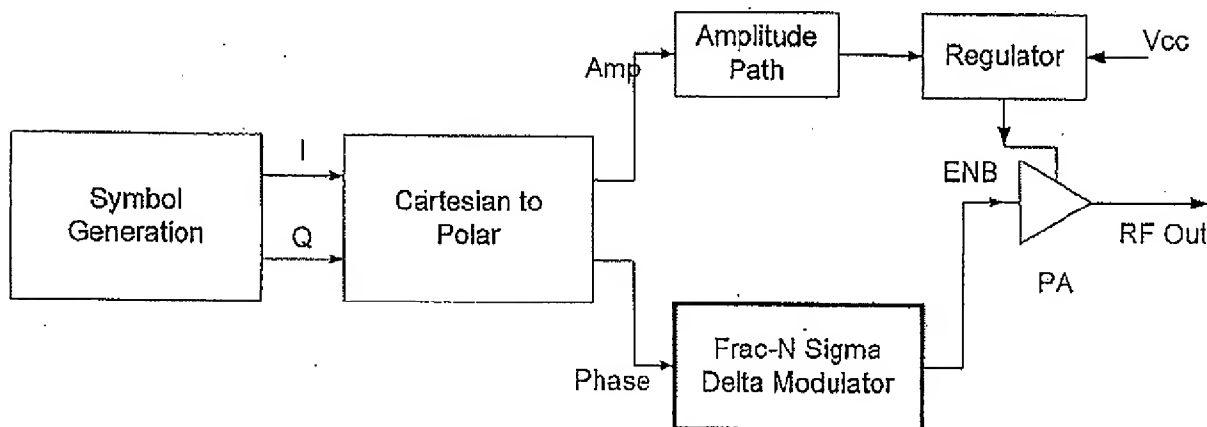 Symbol
Generation
I
Q
Cartesian to
Polar
Amp
Phase
Amplitude
Path
Regulator
Vcc
Frac-N Sigma
Delta Modulator
ENB
PA
RF Out